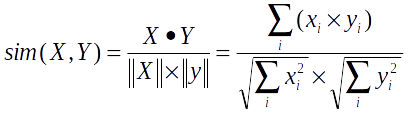 sim(X,Y) = X • Y / ‖X‖×‖y‖ = ∑i (xi × yi) / √∑i xi² × √∑i yi²